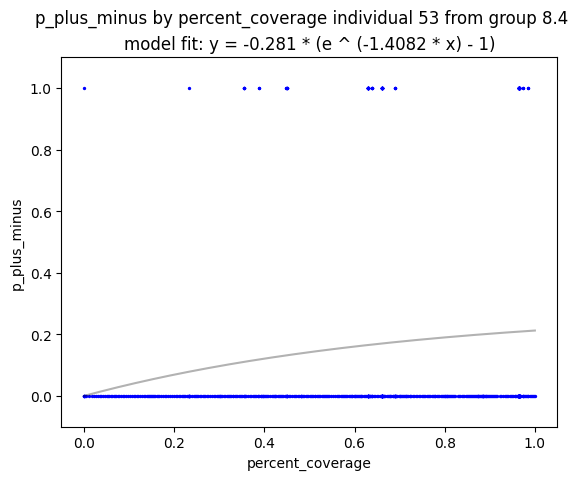 p_plus_minus by percent_coverage individual 53 from group 8.4
model fit: y = -0.281 * (e ^ (-1.4082 * x) - 1)
1.0
0.8
0.6
0.4
0.2
0.0
p_plus_minus
0.0 0.2 0.4 0.6 0.8 1.0
percent_coverage